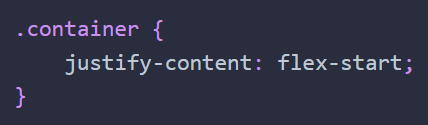 .container {
    justify-content: flex-start;
}